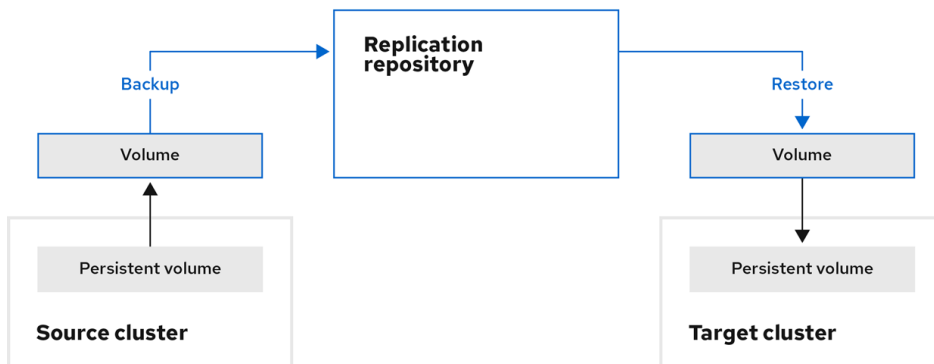 Replication
repository
Backup
Restore
Volume
Volume
Persistent volume
Persistent volume
Source cluster
Target cluster